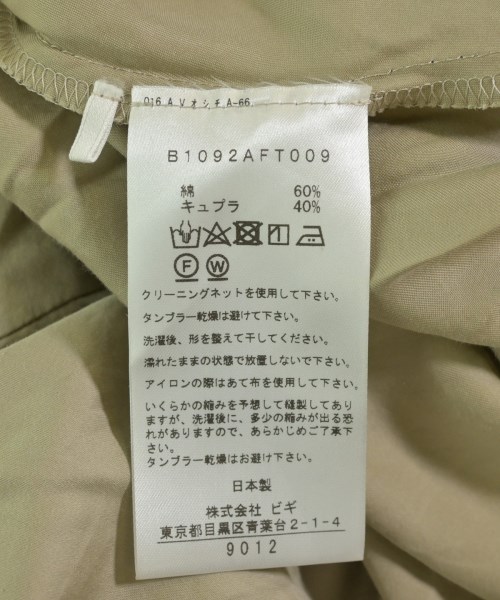 016 A V オ シ チ A-66
B1092AFT009
綿 60%
キュプラ 40%
F W
クリーニングネットを使用して下さい。
タンブラー乾燥は避けて下さい。
洗濯後、形を整えて干してください。
濡れたままの状態で放置しないで下さい。
アイロンの際はあて布を使用して下さい。
いくらかの縮みを予想して縫製してあり
ますが、洗濯後に、多少の縮みが出る恐
れがありますので、あらかじめご了承下
さい。
タンブラー乾燥はお避け下さい。
日本製
株式会社 ビギ
東京都目黒区青葉台2-1-4
9012